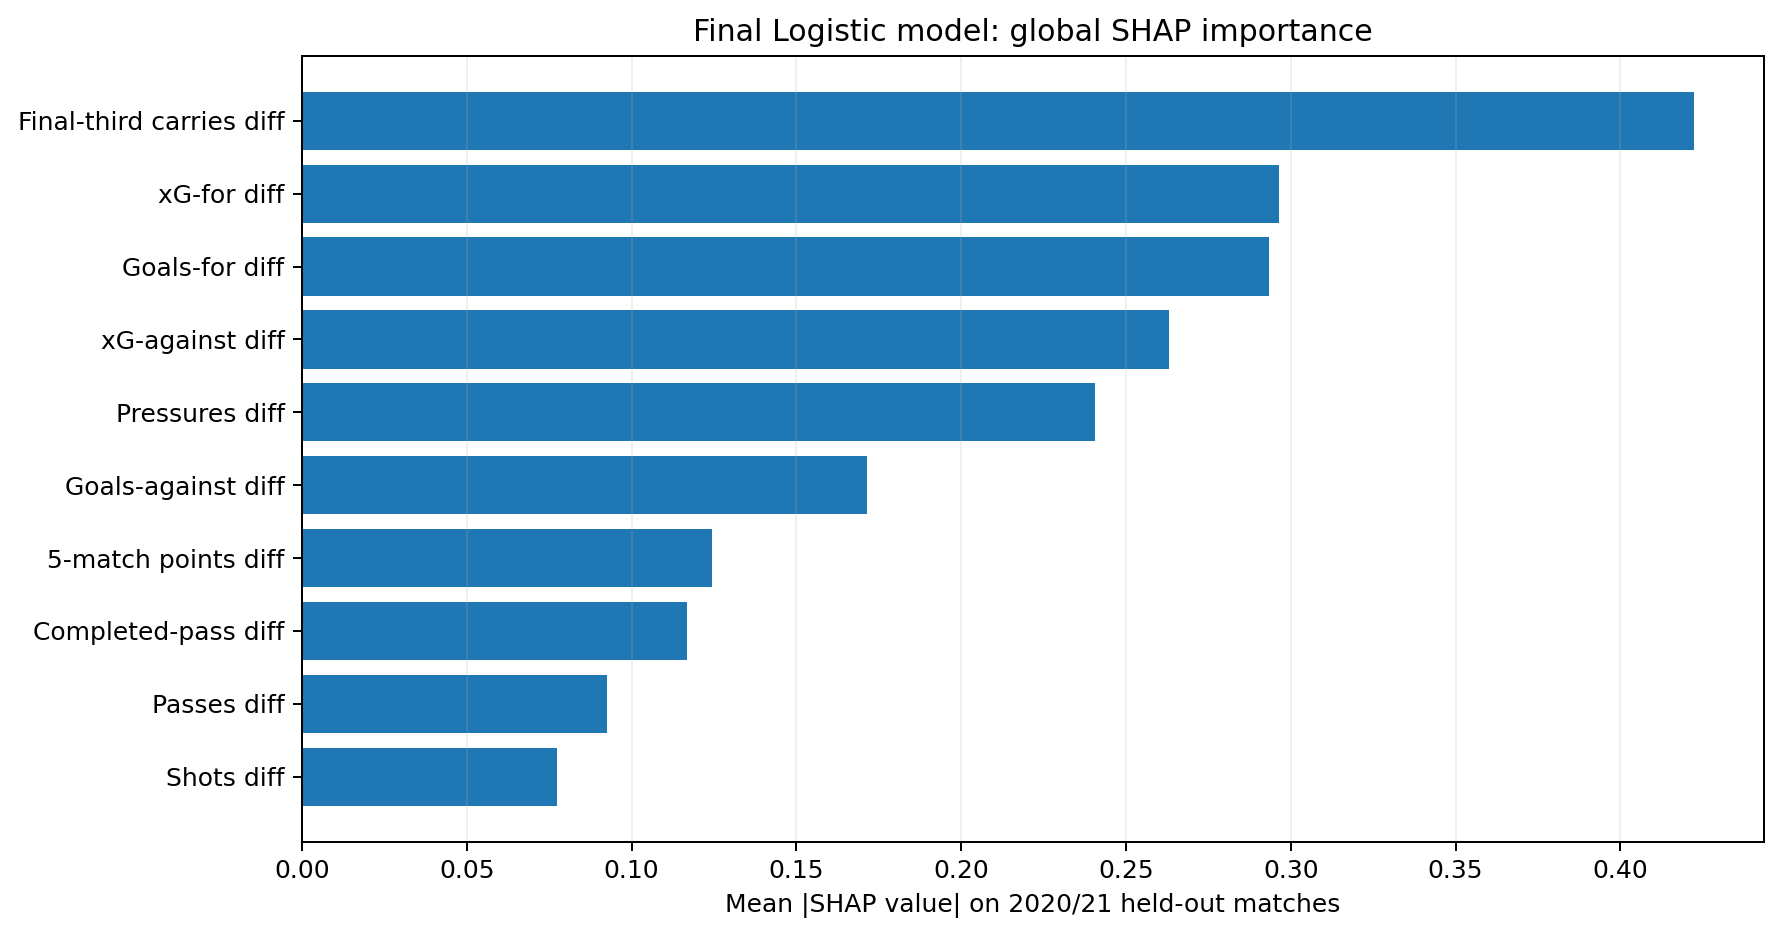 Final Logistic model: global SHAP importance
Final-third carries diff
xG-for diff
Goals-for diff
xG-against diff
Pressures diff
Goals-against diff
5-match points diff
Completed-pass diff
Passes diff
Shots diff
0.00 0.05 0.10 0.15 0.20 0.25 0.30 0.35 0.40
Mean |SHAP value| on 2020/21 held-out matches